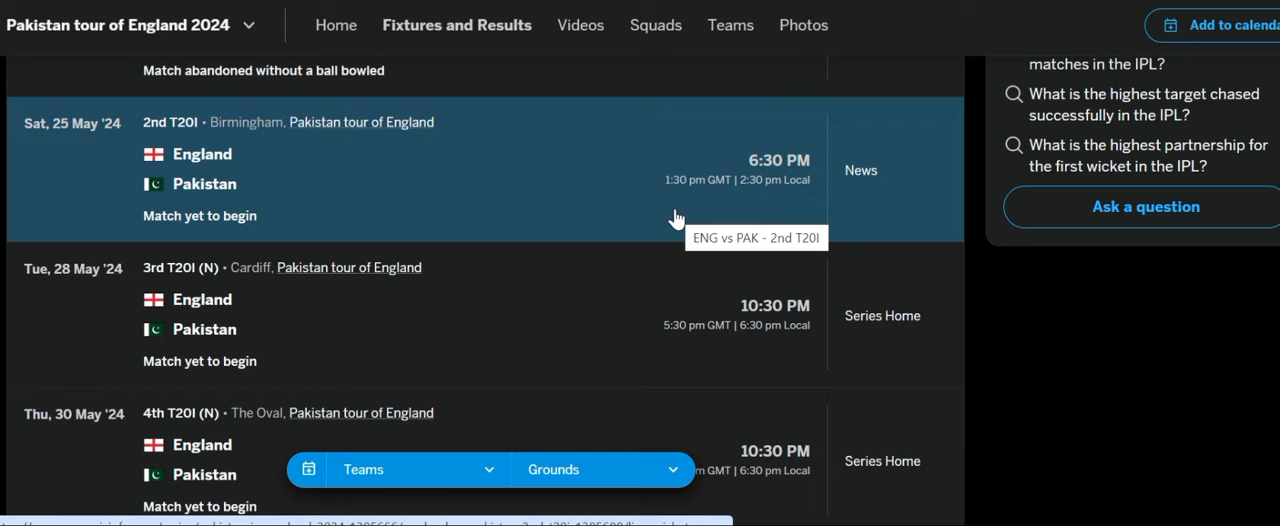 Pakistan tour of England 2024
Home Fixtures and Results Videos Squads Teams Photos
Add to calenda
Match abandoned without a ball bowled
Sat, 25 May '24
2nd T20I • Birmingham, Pakistan tour of England
England
Pakistan
Match yet to begin
6:30 PM
1:30 pm GMT | 2:30 pm Local
News
ENG vs PAK - 2nd T20I
Tue, 28 May '24
3rd T20I (N) • Cardiff, Pakistan tour of England
England
Pakistan
Match yet to begin
10:30 PM
5:30 pm GMT | 6:30 pm Local
Series Home
Thu, 30 May '24
4th T20I (N) • The Oval, Pakistan tour of England
England
Pakistan
Match yet to begin
10:30 PM
m GMT | 6:30 pm Local
Series Home
Teams
Grounds
matches in the IPL?
What is the highest target chased
successfully in the IPL?
What is the highest partnership for
the first wicket in the IPL?
Ask a question